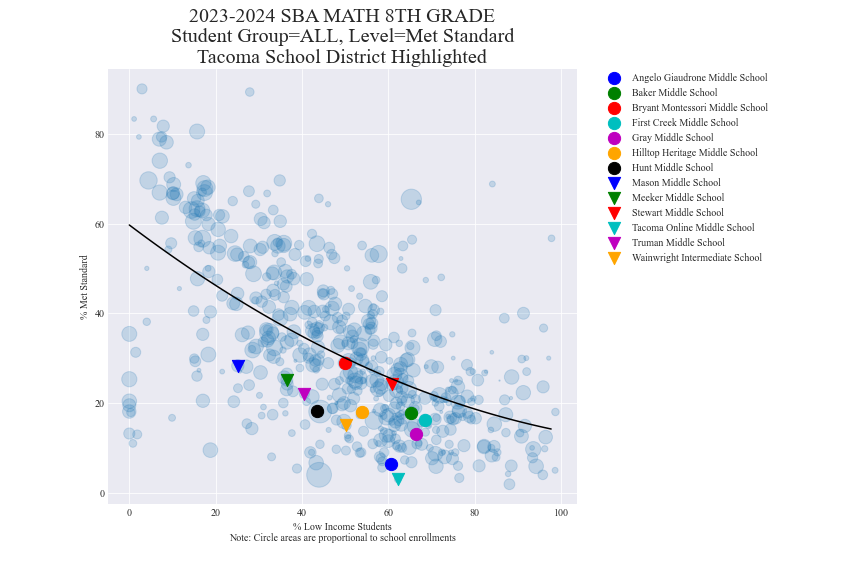 2023-2024 SBA MATH 8TH GRADE
Student Group=ALL, Level=Met Standard
Tacoma School District Highlighted
% Met Standard
80
60
40
20
0
0 20 40 60 80 100
% Low Income Students
Note: Circle areas are proportional to school enrollments
Angelo Giaudrone Middle School
Baker Middle School
Bryant Montessori Middle School
First Creek Middle School
Gray Middle School
Hilltop Heritage Middle School
Hunt Middle School
Mason Middle School
Meeker Middle School
Stewart Middle School
Tacoma Online Middle School
Truman Middle School
Wainwright Intermediate School